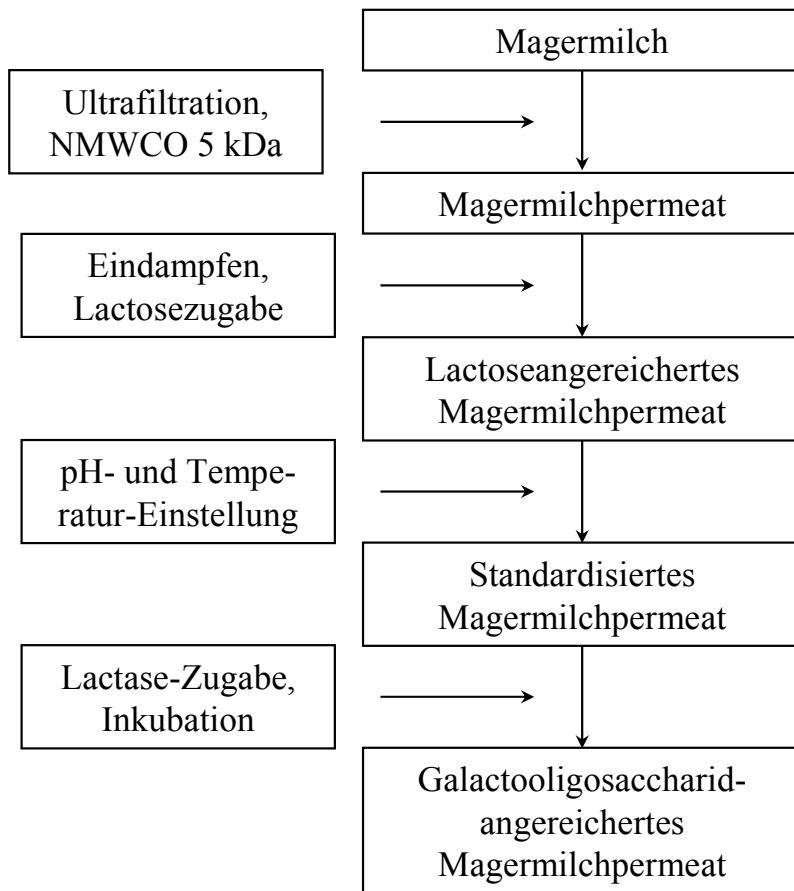 Magermilch
Ultrafiltration,
NMWCO 5 kDa
Magermilchpermeat
Eindampfen,
Lactosezugabe
Lactoseangereichertes
Magermilchpermeat
pH- und Tempe-
ratur-Einstellung
Standardisiertes
Magermilchpermeat
Lactase-Zugabe,
Inkubation
Galactooligosaccharid-
angereichertes
Magermilchpermeat